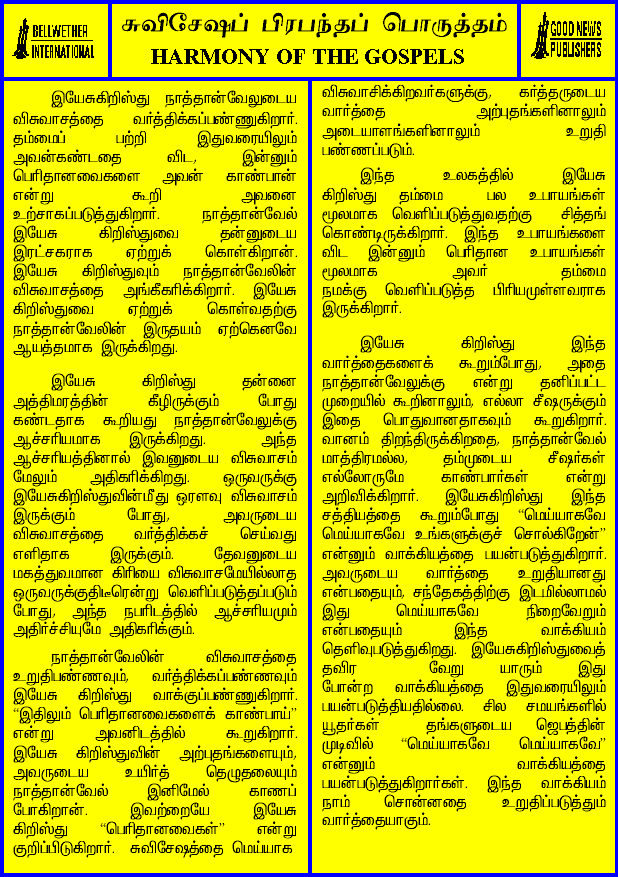 BELLWETHER
INTERNATIONAL
சுவிசேஷப் பிரபந்தப் பொருத்தம்
HARMONY OF THE GOSPELS
GOOD NEWS
PUBLISHERS
இயேசுகிறிஸ்து நாத்தான்வேலுடைய
விசுவாசத்தை வர்த்திக்கப்பண்ணுகிறார்.
தம்மைப் பற்றி இதுவரையிலும்
அவன்கண்டதை விட, இன்னும்
பெரிதானவைகளை அவன் காண்பான்
என்று கூறி அவனை
உற்சாகப்படுத்துகிறார். நாத்தான்வேல்
இயேசு கிறிஸ்துவை தன்னுடைய
இரட்சகராக ஏற்றுக் கொள்கிறான்.
இயேசு கிறிஸ்துவும் நாத்தான்வேலின்
விசுவாசத்தை அங்கீகரிக்கிறார். இயேசு
கிறிஸ்துவை ஏற்றுக் கொள்வதற்கு
நாத்தான்வேலின் இருதயம் ஏற்கெனவே
ஆயத்தமாக இருக்கிறது.
இயேசு கிறிஸ்து தன்னை
அத்திமரத்தின் கீழிருக்கும் போது
கண்டதாக கூறியது நாத்தான்வேலுக்கு
ஆச்சரியமாக இருக்கிறது. அந்த
ஆச்சரியத்தினால் இவனுடைய விசுவாசம்
மேலும் அதிகரிக்கிறது. ஒருவருக்கு
இயேசுகிறிஸ்துவின்மீது ஓரளவு விசுவாசம்
இருக்கும் போது, அவருடைய
விசுவாசத்தை வர்த்திக்கச் செய்வது
எளிதாக இருக்கும். தேவனுடைய
மகத்துவமான கிரியை விசுவாசமேயில்லாத
ஒருவருக்குதிடீரென்று வெளிப்படுத்தப்படும்
போது, அந்த நபரிடத்தில் ஆச்சரியமும்
அதிர்ச்சியுமே அதிகரிக்கும்.
நாத்தான்வேலின் விசுவாசத்தை
உறுதிபண்ணவும், வர்த்திக்கப்பண்ணவும்
இயேசு கிறிஸ்து வாக்குப்பண்ணுகிறார்.
“இதிலும் பெரிதானவைகளைக் காண்பாய்”
என்று அவனிடத்தில் கூறுகிறார்.
இயேசு கிறிஸ்துவின் அற்புதங்களையும்,
அவருடைய உயிர்த் தெழுதலையும்
நாத்தான்வேல் இனிமேல் காணப்
போகிறான். இவற்றையே இயேசு
கிறிஸ்து “பெரிதானவைகள்” என்று
குறிப்பிடுகிறார். சுவிசேஷத்தை மெய்யாக
விசுவாசிக்கிறவர்களுக்கு, கர்த்தருடைய
வார்த்தை அற்புதங்களினாலும்
அடையாளங்களினாலும் உறுதி
பண்ணப்படும்.
இந்த உலகத்தில் இயேசு
கிறிஸ்து தம்மை பல உபாயங்கள்
மூலமாக வெளிப்படுத்துவதற்கு சித்தங்
கொண்டிருக்கிறார். இந்த உபாயங்களை
விட இன்னும் பெரிதான உபாயங்கள்
மூலமாக அவர் தம்மை
நமக்கு வெளிப்படுத்த பிரியமுள்ளவராக
இருக்கிறார்.
இயேசு கிறிஸ்து இந்த
வார்த்தைகளைக் கூறும்போது, அதை
நாத்தான்வேலுக்கு என்று தனிப்பட்ட
முறையில் கூறினாலும், எல்லா சீஷருக்கும்
இதை பொதுவானதாகவும் கூறுகிறார்.
வானம் திறந்திருக்கிறதை, நாத்தான்வேல்
மாத்திரமல்ல, தம்முடைய சீஷர்கள்
எல்லோருமே காண்பார்கள் என்று
அறிவிக்கிறார். இயேசுகிறிஸ்து இந்த
சத்தியத்தை கூறும்போது “மெய்யாகவே
மெய்யாகவே உங்களுக்குச் சொல்கிறேன்”
என்னும் வாக்கியத்தை பயன்படுத்துகிறார்.
அவருடைய வார்த்தை உறுதியானது
என்பதையும், சந்தேகத்திற்கு இடமில்லாமல்
இது மெய்யாகவே நிறைவேறும்
என்பதையும் இந்த வாக்கியம்
தெளிவுபடுத்துகிறது. இயேசுகிறிஸ்துவைத்
தவிர வேறு யாரும் இது
போன்ற வாக்கியத்தை இதுவரையிலும்
பயன்படுத்தியதில்லை. சில சமயங்களில்
யூதர்கள் தங்களுடைய ஜெபத்தின்
முடிவில் “மெய்யாகவே மெய்யாகவே”
என்னும் வாக்கியத்தை
பயன்படுத்துகிறார்கள். இந்த வாக்கியம்
நாம் சொன்னதை உறுதிப்படுத்தும்
வார்த்தையாகும்.